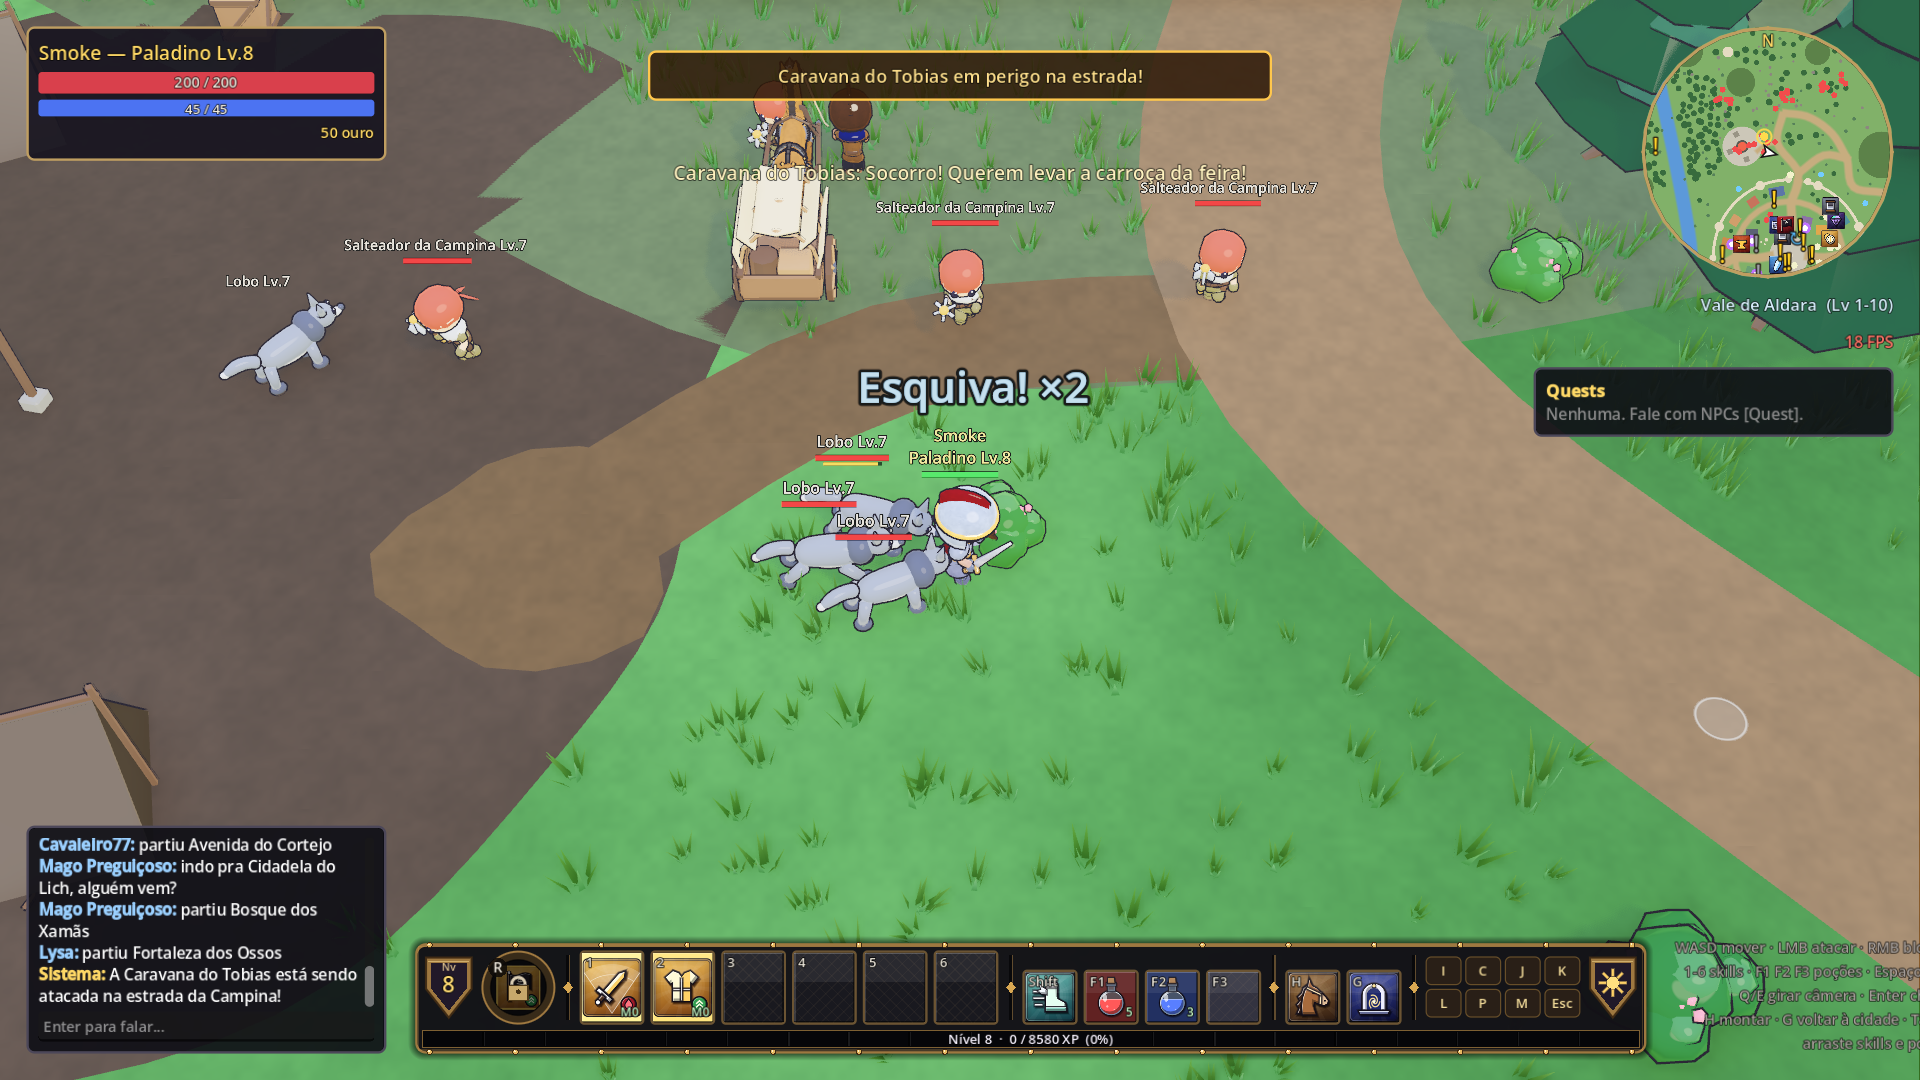 Smoke — Paladino Lv.8
200 / 200
45 / 45
50 ouro
Caravana do Tobias em perigo na estrada!
N
Caravana do Tobias: Socorro! Querem levar a carroça da feira!
Salteador da Campina Lv.7
Salteador da Campina Lv.7
Salteador da Campina Lv.7
Lobo Lv.7
Vale de Aldara (Lv 1-10)
18 FPS
Quests
Nenhuma. Fale com NPCs [Quest].
Esquiva! ×2
Lobo Lv.7
Smoke
Paladino Lv.8
Lobo Lv.7
Lobo Lv.7
Cavaleiro77: partiu Avenida do Cortejo
Mago Preguiçoso: indo pra Cidadela do
Lich, alguém vem?
Mago Preguiçoso: partiu Bosque dos
Xamãs
Lysa: partiu Fortaleza dos Ossos
Sistema: A Caravana do Tobias está sendo
atacada na estrada da Campina!
Enter para falar...
Nv
8
R
1
M0
2
M0
3
4
5
6
Shift
F1
5
F2
3
F3
H
G
I
C
J
K
L
P
M
Esc
Nível 8 · 0 / 8580 XP (0%)
WASD mover · LMB atacar · RMB
1-6 skills · F1 F2 F3 poções ·
Q/E girar câmera · Enter
H montar · G voltar à cidade ·
arraste skills e